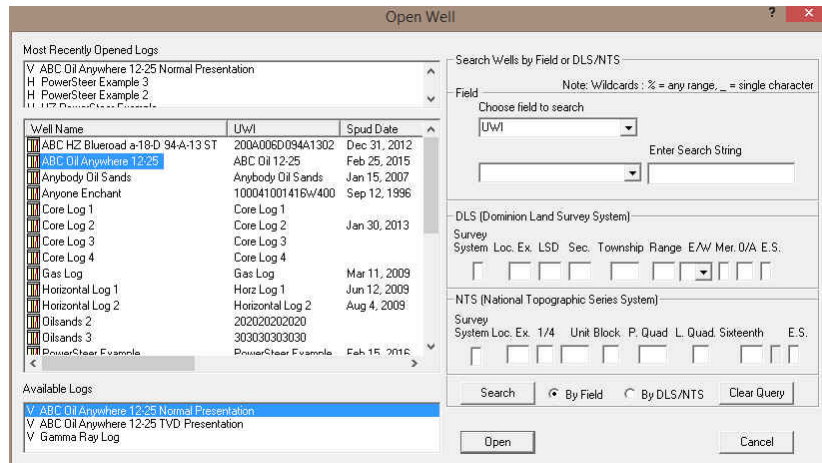 Open Well
?
×
Most Recently Opened Logs
V ABC Oil Anywhere 12-25 Normal Presentation
H PowerSteer Example 3
H PowerSteer Example 2
Well Name UWI Spud Date
ABC HZ Blueroad a-18-D 94-A-13 ST 200A006D094A1302 Dec 31, 2012
ABC Oil Anywhere 12-25 ABC Oil 12-25 Feb 25, 2015
Anybody Oil Sands Anybody Oil Sands Jan 15, 2007
Anyone Enchant 100041001416W400 Sep 12, 1996
Core Log 1 Core Log 1
Core Log 2 Core Log 2 Jan 30, 2013
Core Log 3 Core Log 3
Core Log 4 Core Log 4
Gas Log Gas Log Mar 11, 2009
Horizontal Log 1 Horz Log 1 Jun 12, 2009
Horizontal Log 2 Horizontal Log 2 Aug 4, 2009
Oilsands 2 202020202020
Oilsands 3 303030303030
PowerSteer Example PowerSteer Example Feb 15, 2016
Available Logs
V ABC Oil Anywhere 12-25 Normal Presentation
V ABC Oil Anywhere 12-25 TVD Presentation
V Gamma Ray Log
Search Wells by Field or DLS/NTS
Note: Wildcards : % = any range, _ = single character
Field
Choose field to search
UWI
Enter Search String
DLS (Dominion Land Survey System)
Survey
System Loc. Ex. LSD Sec. Township Range E/W Mer. O/A E.S.
NTS (National Topographic Series System)
Survey
System Loc. Ex. 1/4 Unit Block P. Quad L. Quad. Sixteenth E.S.
Search By Field By DLS/NTS Clear Query
Open Cancel